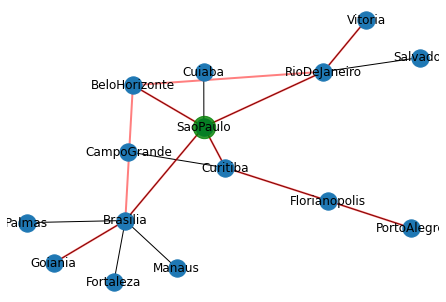 Vitoria
Salvado
Cuiaba
RioDeJaneiro
BeloHorizonte
SaoPaulo
CampoGrande
Curitiba
Florianopolis
Palmas
Brasilia
PortoAlegre
Goiania
Manaus
Fortaleza